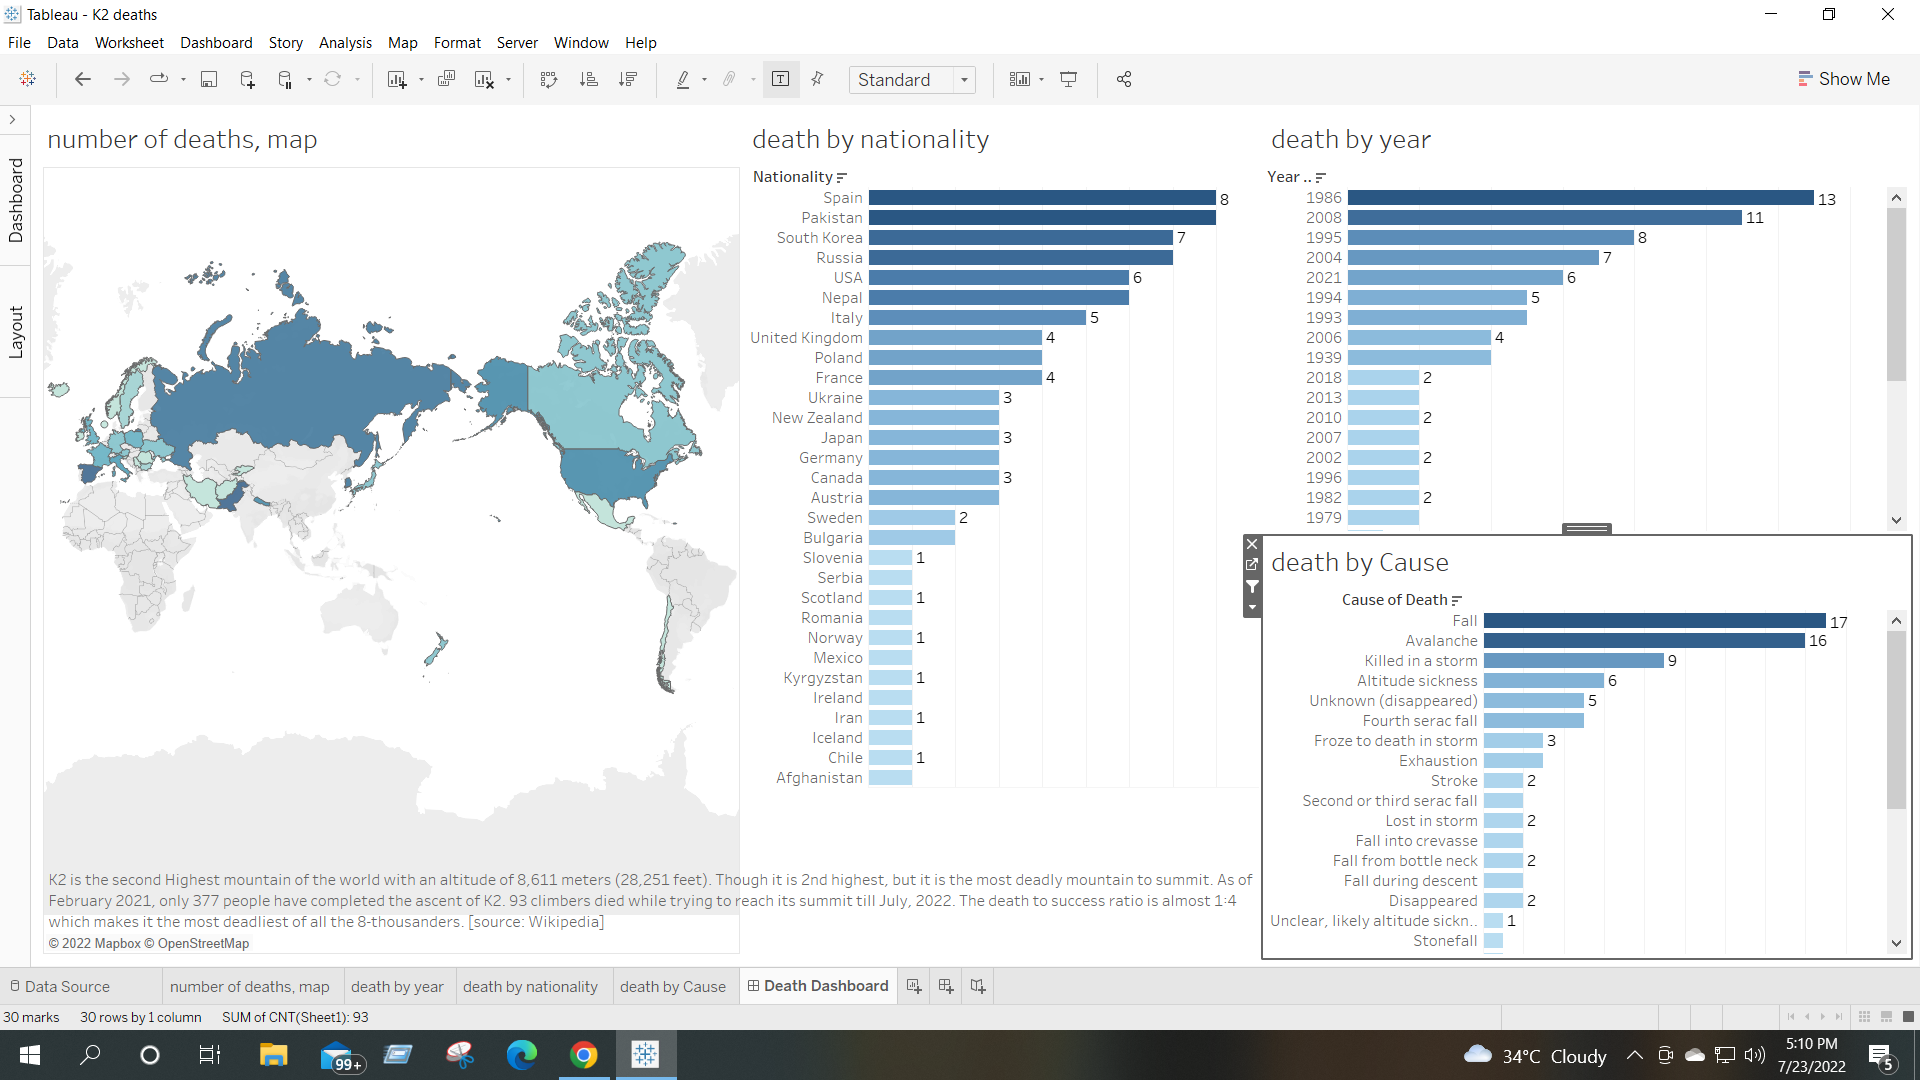 Tableau - K2 deaths
File Data Worksheet Dashboard Story Analysis Map Format Server Window Help
Standard
Show Me
Dashboard
Layout
number of deaths, map
K2 is the second Highest mountain of the world with an altitude of 8,611 meters (28,251 feet). Though it is 2nd highest, but it is the most deadly mountain to summit. As of
February 2021, only 377 people have completed the ascent of K2. 93 climbers died while trying to reach its summit till July, 2022. The death to success ratio is almost 1:4
which makes it the most deadliest of all the 8-thousanders. [source: Wikipedia]
© 2022 Mapbox © OpenStreetMap
death by nationality
Nationality
Spain 8
Pakistan
South Korea 7
Russia
USA 6
Nepal
Italy 5
United Kingdom 4
Poland
France 4
Ukraine 3
New Zealand
Japan 3
Germany
Canada 3
Austria
Sweden 2
Bulgaria
Slovenia 1
Serbia
Scotland 1
Romania
Norway 1
Mexico
Kyrgyzstan 1
Ireland
Iran 1
Iceland
Chile 1
Afghanistan
death by year
Year ..
1986 13
2008 11
1995 8
2004 7
2021 6
1994 5
1993
2006 4
1939
2018 2
2013
2010 2
2007
2002 2
1996
1982 2
1979
death by Cause
Cause of Death
Fall 17
Avalanche 16
Killed in a storm 9
Altitude sickness 6
Unknown (disappeared) 5
Fourth serac fall
Froze to death in storm 3
Exhaustion
Stroke 2
Second or third serac fall
Lost in storm 2
Fall into crevasse
Fall from bottle neck 2
Fall during descent
Disappeared 2
Unclear, likely altitude sickn.. 1
Stonefall
Data Source number of deaths, map death by year death by nationality death by Cause Death Dashboard
30 marks 30 rows by 1 column SUM of CNT(Sheet1): 93
99+
34°C Cloudy
5:10 PM
7/23/2022
5